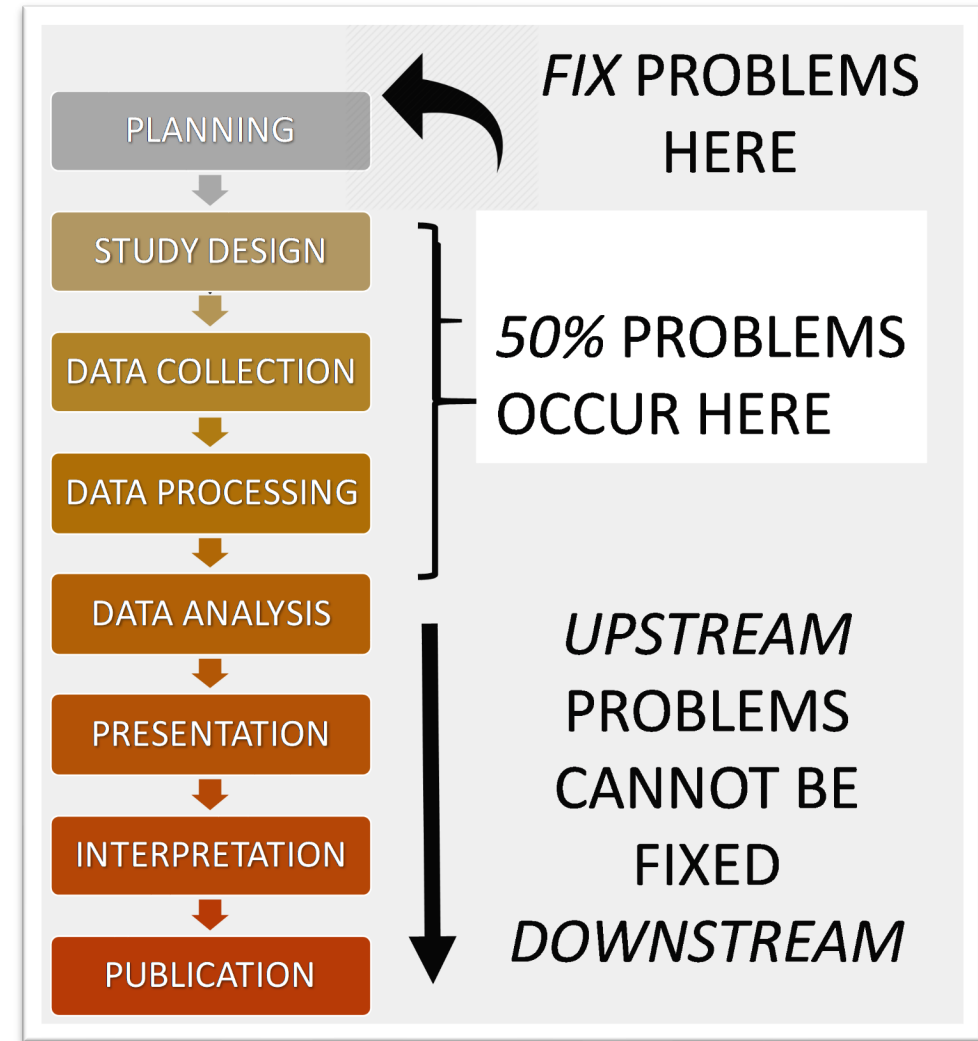 FIX PROBLEMS
HERE
PLANNING
STUDY DESIGN
DATA COLLECTION
DATA PROCESSING
50% PROBLEMS
OCCUR HERE
DATA ANALYSIS
PRESENTATION
INTERPRETATION
PUBLICATION
UPSTREAM
PROBLEMS
CANNOT BE
FIXED
DOWNSTREAM